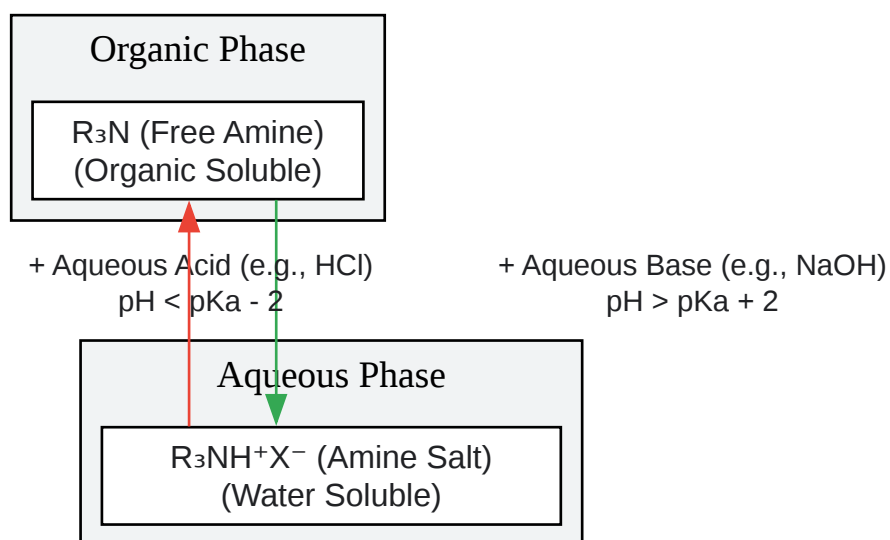 Organic Phase
R₃N (Free Amine)
(Organic Soluble)
+ Aqueous Acid (e.g., HCl)
pH < pKa - 2
+ Aqueous Base (e.g., NaOH)
pH > pKa + 2
Aqueous Phase
R₃NH⁺X⁻ (Amine Salt)
(Water Soluble)